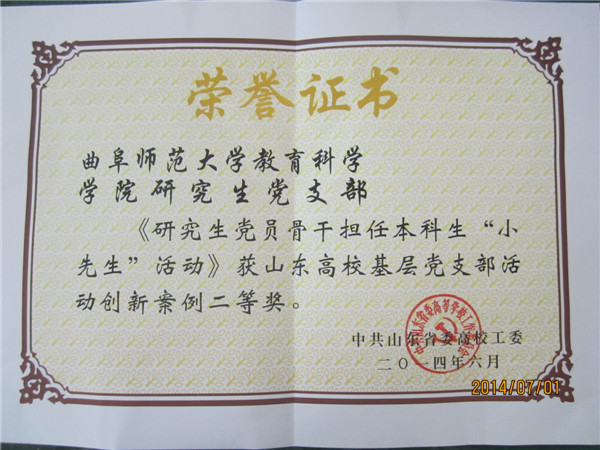 荣誉证书
曲阜师范大学教育科学
学院研究生党支部
《研究生党员骨干担任本科生“小
先生”活动》获山东高校基层党支部活
动创新案例二等奖。
中共山东省委高校工委
二〇一四年六月
2014/07/01